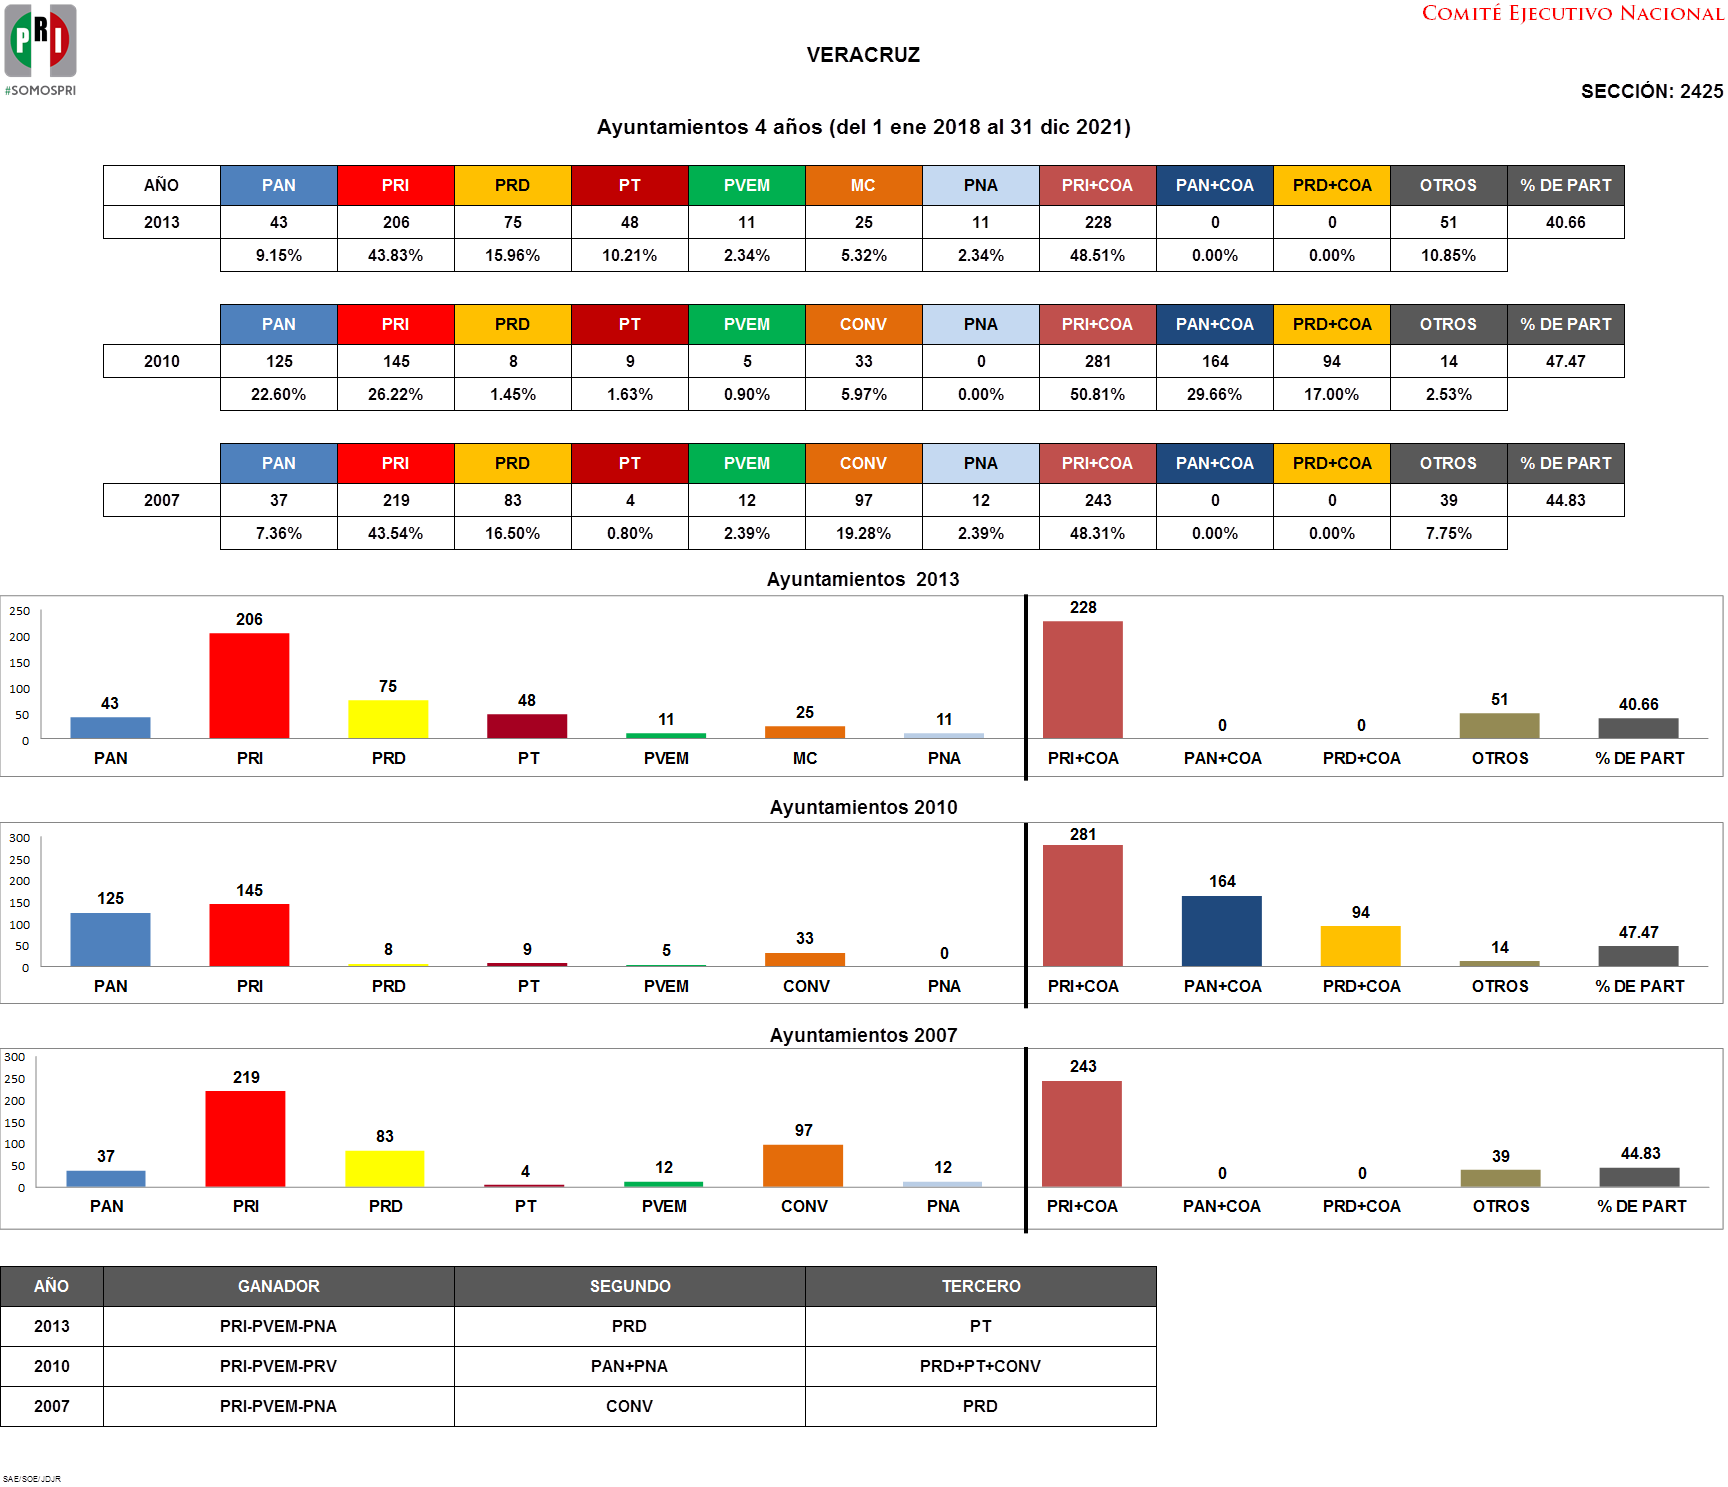 PRI
#SOMOSPRI
COMITÉ EJECUTIVO NACIONAL
VERACRUZ
SECCIÓN: 2425
Ayuntamientos 4 años (del 1 ene 2018 al 31 dic 2021)
AÑO PAN PRI PRD PT PVEM MC PNA PRI+COA PAN+COA PRD+COA OTROS % DE PART
2013 43 206 75 48 11 25 11 228 0 0 51 40.66
9.15% 43.83% 15.96% 10.21% 2.34% 5.32% 2.34% 48.51% 0.00% 0.00% 10.85%
PAN PRI PRD PT PVEM CONV PNA PRI+COA PAN+COA PRD+COA OTROS % DE PART
2010 125 145 8 9 5 33 0 281 164 94 14 47.47
22.60% 26.22% 1.45% 1.63% 0.90% 5.97% 0.00% 50.81% 29.66% 17.00% 2.53%
PAN PRI PRD PT PVEM CONV PNA PRI+COA PAN+COA PRD+COA OTROS % DE PART
2007 37 219 83 4 12 97 12 243 0 0 39 44.83
7.36% 43.54% 16.50% 0.80% 2.39% 19.28% 2.39% 48.31% 0.00% 0.00% 7.75%
Ayuntamientos 2013
250
200
150
100
50
0
43 206 75 48 11 25 11 228 0 0 51 40.66
PAN PRI PRD PT PVEM MC PNA PRI+COA PAN+COA PRD+COA OTROS % DE PART
Ayuntamientos 2010
300
250
200
150
100
50
0
125 145 8 9 5 33 0 281 164 94 14 47.47
PAN PRI PRD PT PVEM CONV PNA PRI+COA PAN+COA PRD+COA OTROS % DE PART
Ayuntamientos 2007
300
250
200
150
100
50
0
37 219 83 4 12 97 12 243 0 0 39 44.83
PAN PRI PRD PT PVEM CONV PNA PRI+COA PAN+COA PRD+COA OTROS % DE PART
AÑO GANADOR SEGUNDO TERCERO
2013 PRI-PVEM-PNA PRD PT
2010 PRI-PVEM-PRV PAN+PNA PRD+PT+CONV
2007 PRI-PVEM-PNA CONV PRD
SAE/SOE/JDJR